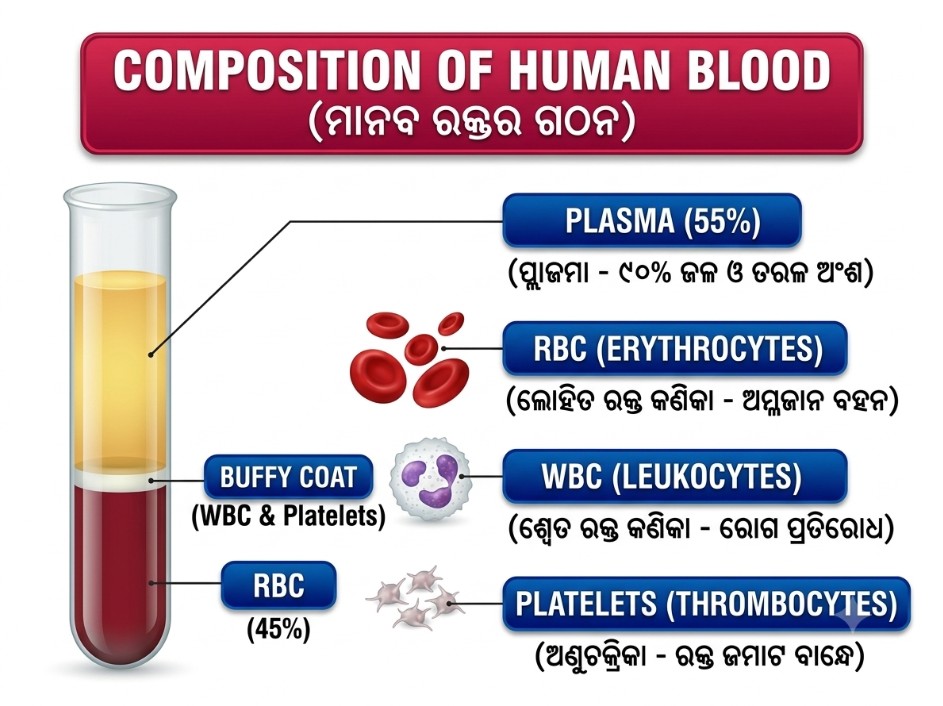 COMPOSITION OF HUMAN BLOOD
(ମାନବ ରକ୍ତର ଗଠନ)
PLASMA (55%)
(ପ୍ଲାଜମା - ୯୦% ଜଳ ଓ ତରଳ ଅଂଶ)
RBC (ERYTHROCYTES)
(ଲୋହିତ ରକ୍ତ କଣିକା - ଅମ୍ଳଜାନ ବହନ)
BUFFY COAT
(WBC & Platelets)
WBC (LEUKOCYTES)
(ଶ୍ୱେତ ରକ୍ତ କଣିକା - ରୋଗ ପ୍ରତିରୋଧ)
RBC
(45%)
PLATELETS (THROMBOCYTES)
(ଅଣୁଚକ୍ରିକା - ରକ୍ତ ଜମାଟ ବାନ୍ଧେ)